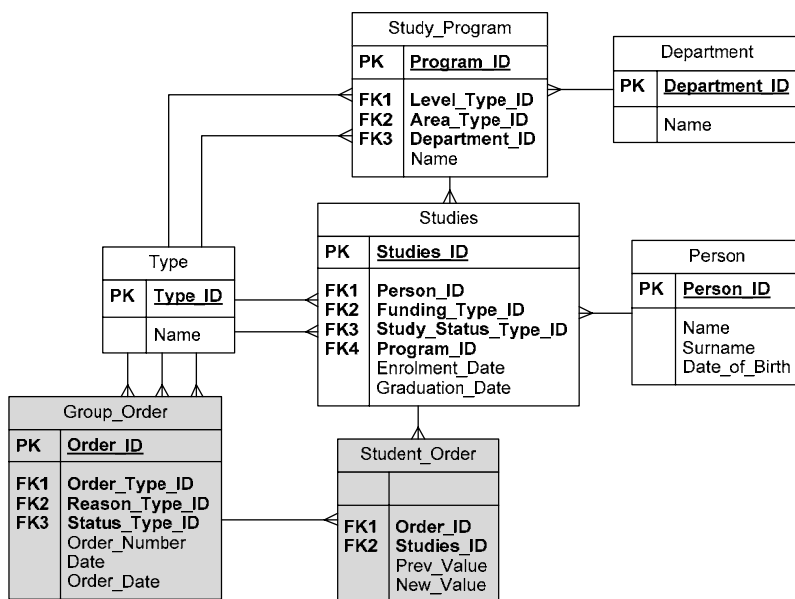 Study_Program
PK Program_ID
FK1 Level_Type_ID
FK2 Area_Type_ID
FK3 Department_ID
Name
Department
PK Department_ID
Name
Studies
PK Studies_ID
FK1 Person_ID
FK2 Funding_Type_ID
FK3 Study_Status_Type_ID
FK4 Program_ID
Enrolment_Date
Graduation_Date
Type
PK Type_ID
Name
Person
PK Person_ID
Name
Surname
Date_of_Birth
Group_Order
PK Order_ID
FK1 Order_Type_ID
FK2 Reason_Type_ID
FK3 Status_Type_ID
Order_Number
Date
Order_Date
Student_Order
FK1 Order_ID
FK2 Studies_ID
Prev_Value
New_Value